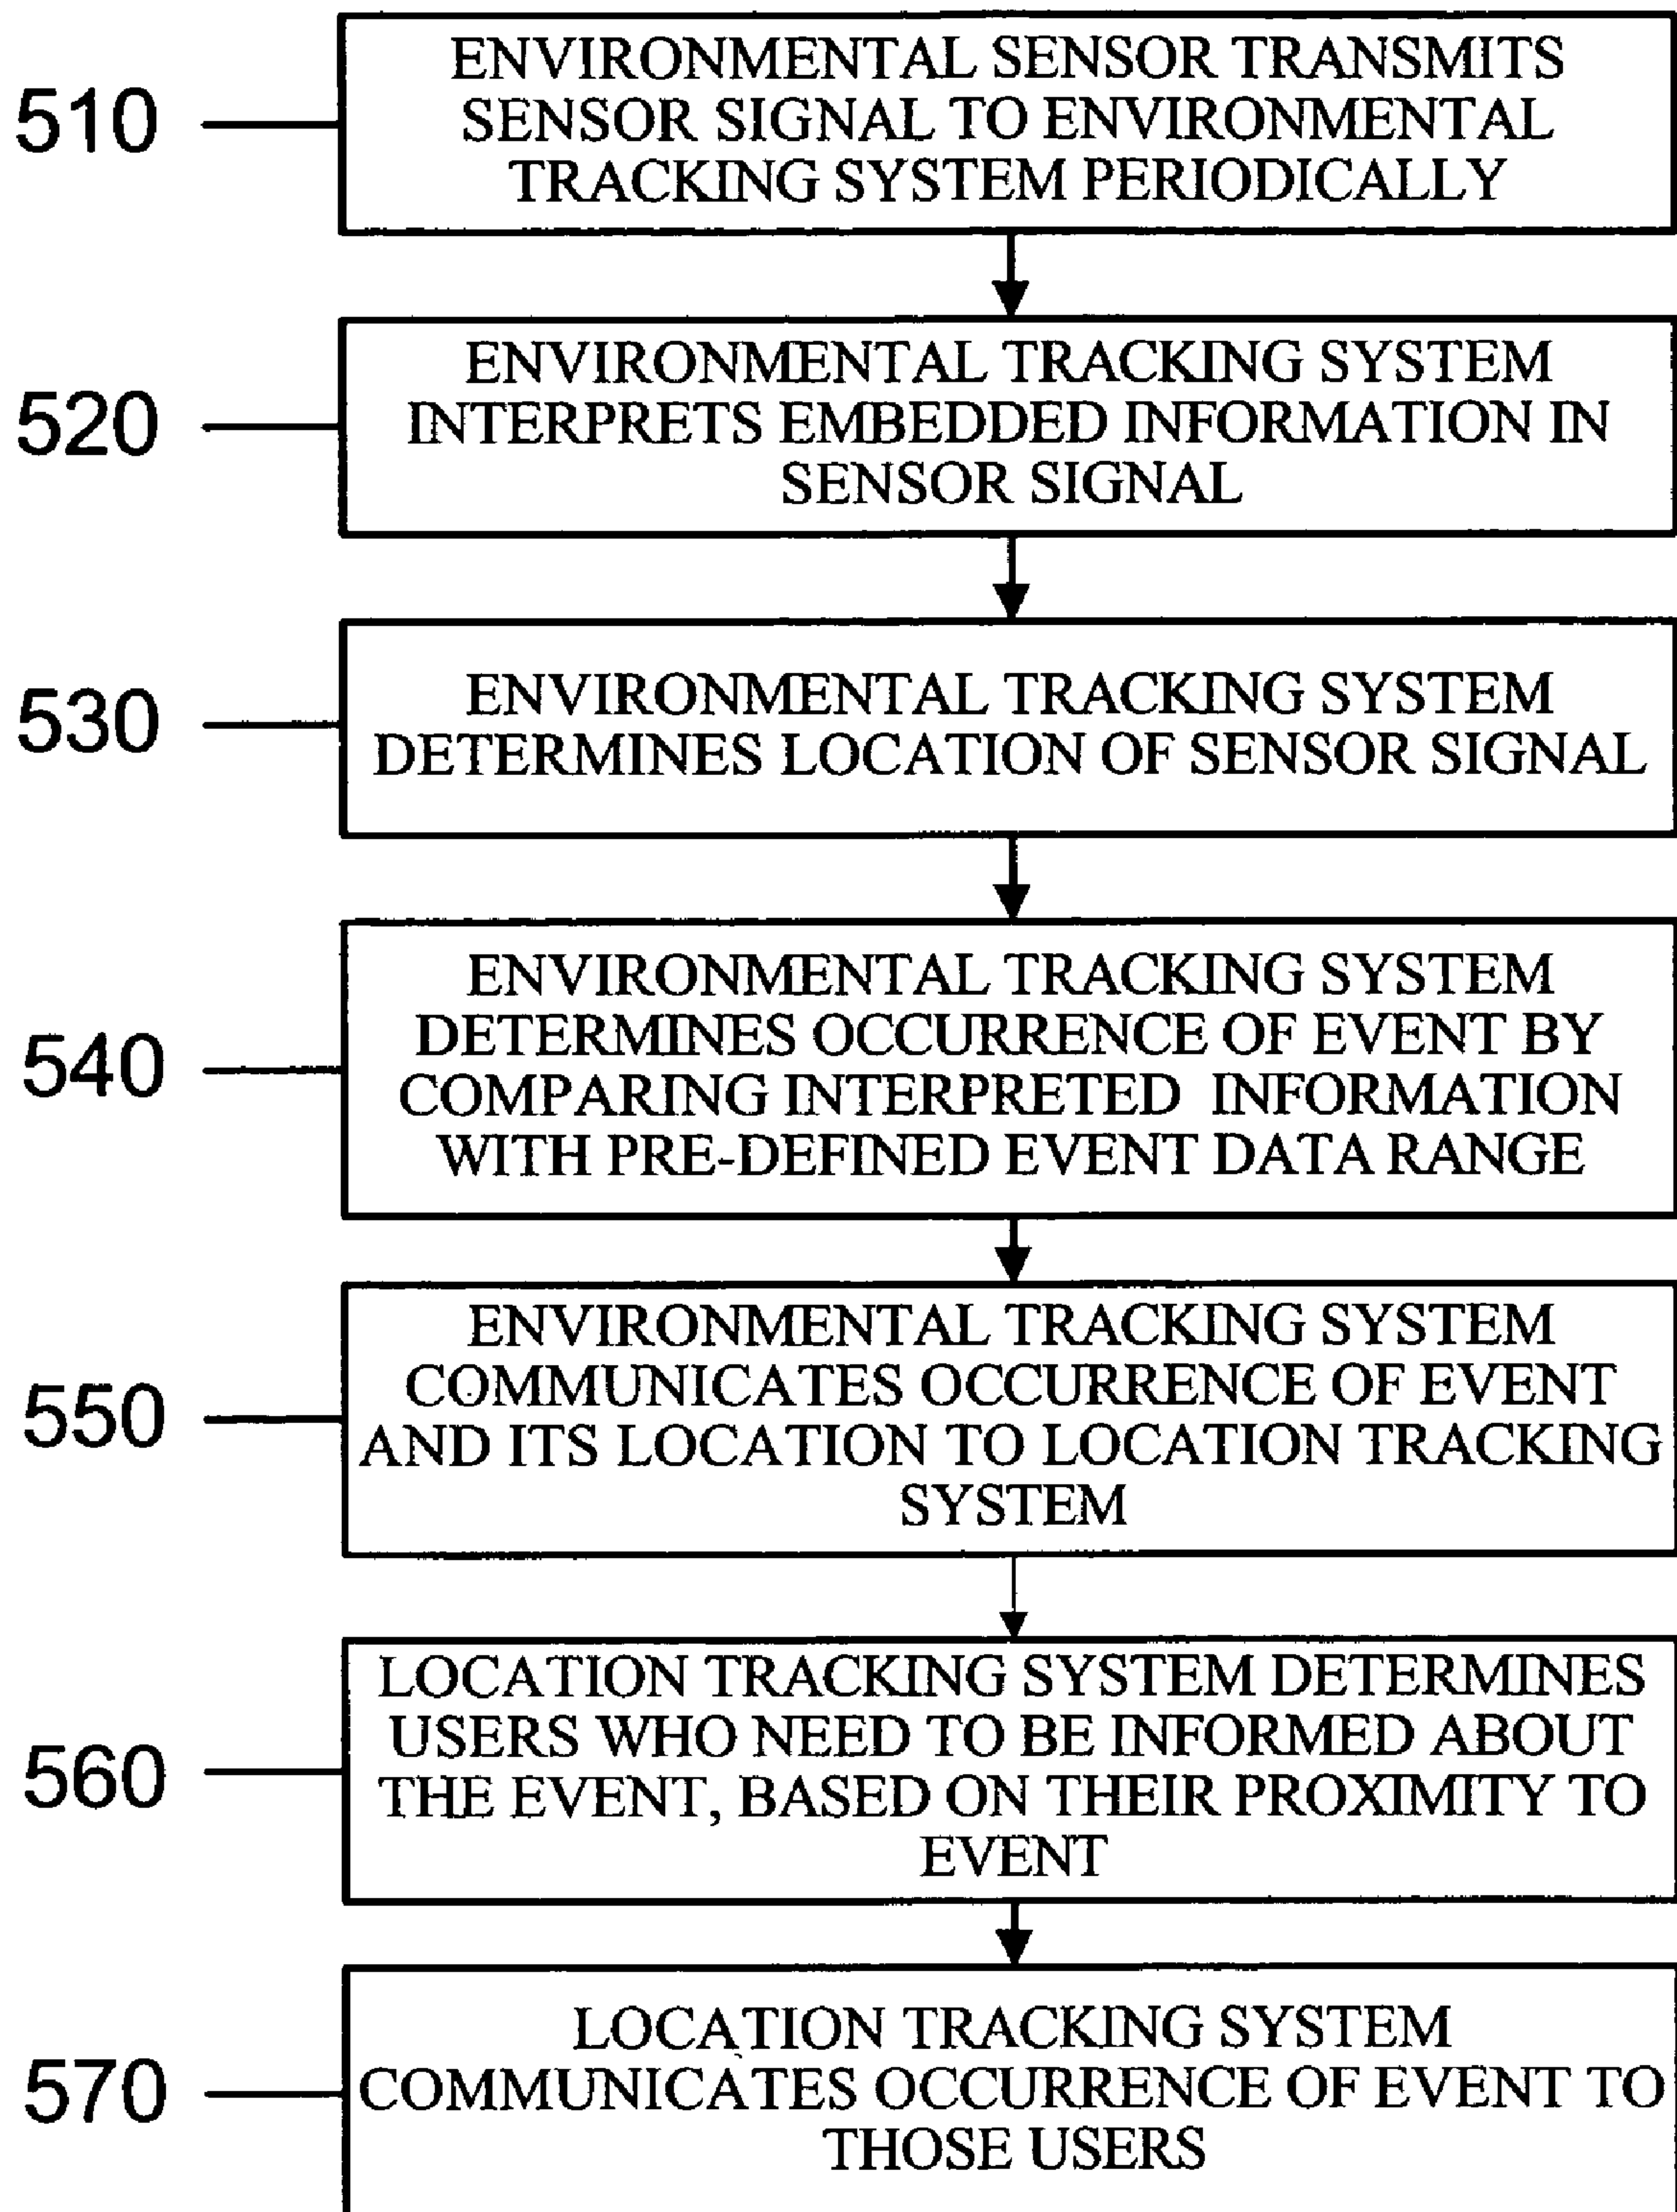 510
ENVIRONMENTAL SENSOR TRANSMITS
SENSOR SIGNAL TO ENVIRONMENTAL
TRACKING SYSTEM PERIODICALLY
520
ENVIRONMENTAL TRACKING SYSTEM
INTERPRETS EMBEDDED INFORMATION IN
SENSOR SIGNAL
530
ENVIRONMENTAL TRACKING SYSTEM
DETERMINES LOCATION OF SENSOR SIGNAL
540
ENVIRONMENTAL TRACKING SYSTEM
DETERMINES OCCURRENCE OF EVENT BY
COMPARING INTERPRETED INFORMATION
WITH PRE-DEFINED EVENT DATA RANGE
550
ENVIRONMENTAL TRACKING SYSTEM
COMMUNICATES OCCURRENCE OF EVENT
AND ITS LOCATION TO LOCATION TRACKING
SYSTEM
560
LOCATION TRACKING SYSTEM DETERMINES
USERS WHO NEED TO BE INFORMED ABOUT
THE EVENT, BASED ON THEIR PROXIMITY TO
EVENT
570
LOCATION TRACKING SYSTEM
COMMUNICATES OCCURRENCE OF EVENT TO
THOSE USERS